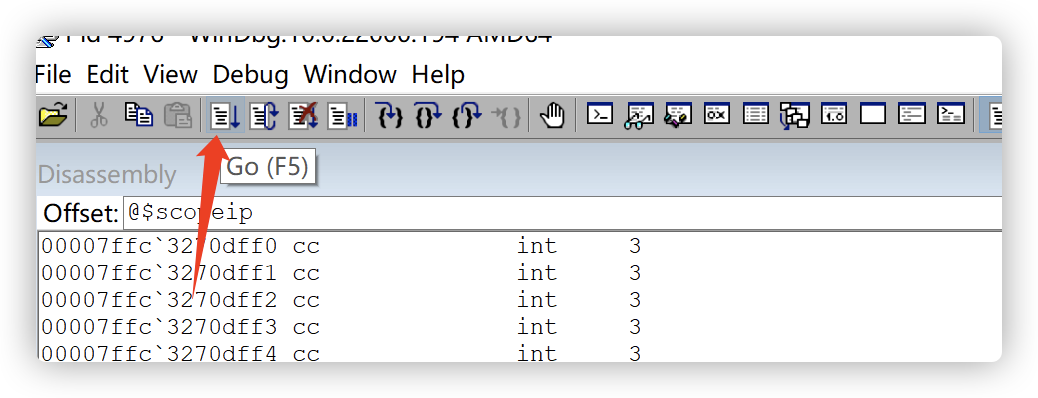 Pid 4976 - WinDbg:10.0.22000.194 AMD64
File Edit View Debug Window Help
Go (F5)
Disassembly
Offset: @$scopeip
00007ffc`3270dff0 cc int 3
00007ffc`3270dff1 cc int 3
00007ffc`3270dff2 cc int 3
00007ffc`3270dff3 cc int 3
00007ffc`3270dff4 cc int 3